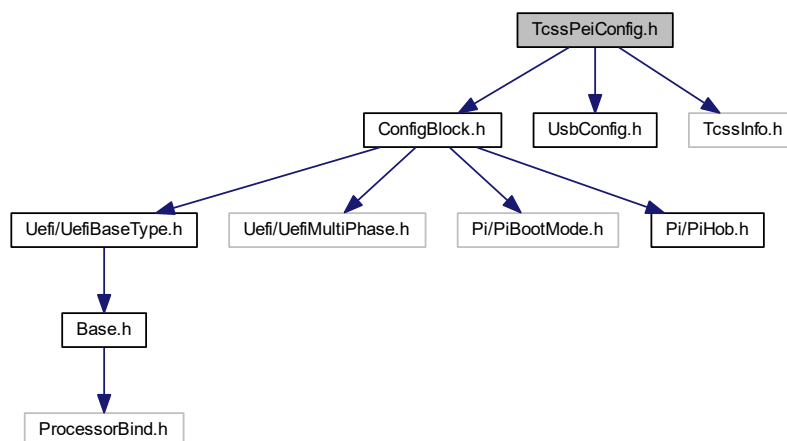 TcssPeiConfig.h
ConfigBlock.h
UsbConfig.h
TcssInfo.h
Uefi/UefiBaseType.h
Uefi/UefiMultiPhase.h
Pi/PiBootMode.h
Pi/PiHob.h
Base.h
ProcessorBind.h